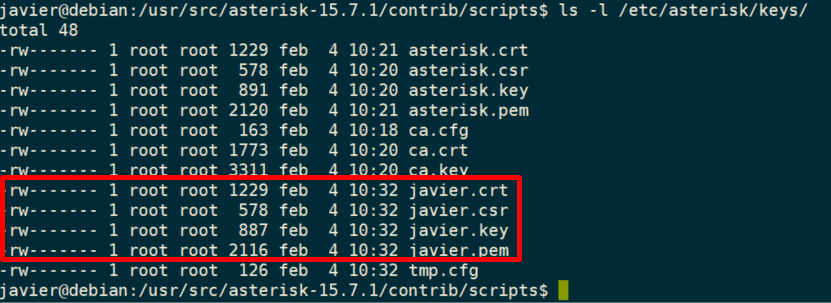 javier@debian:/usr/src/asterisk-15.7.1/contrib/scripts$ ls -l /etc/asterisk/keys/
total 48
-rw------- 1 root root 1229 feb  4 10:21 asterisk.crt
-rw------- 1 root root  578 feb  4 10:20 asterisk.csr
-rw------- 1 root root  891 feb  4 10:20 asterisk.key
-rw------- 1 root root 2120 feb  4 10:21 asterisk.pem
-rw------- 1 root root  163 feb  4 10:18 ca.cfg
-rw------- 1 root root 1773 feb  4 10:20 ca.crt
-rw------- 1 root root 3311 feb  4 10:20 ca.key
-rw------- 1 root root 1229 feb  4 10:32 javier.crt
-rw------- 1 root root  578 feb  4 10:32 javier.csr
-rw------- 1 root root  887 feb  4 10:32 javier.key
-rw------- 1 root root 2116 feb  4 10:32 javier.pem
-rw------- 1 root root  126 feb  4 10:32 tmp.cfg
javier@debian:/usr/src/asterisk-15.7.1/contrib/scripts$